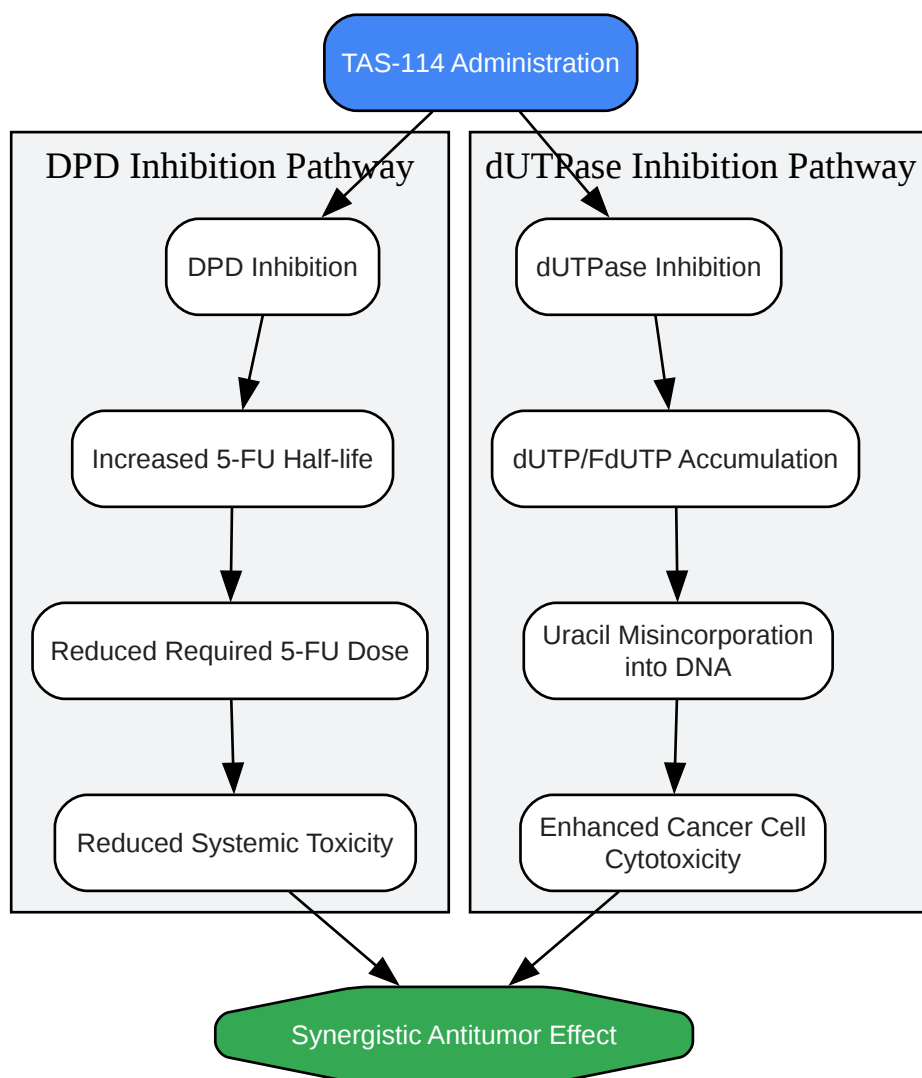 TAS-114 Administration
DPD Inhibition Pathway
DPD Inhibition
Increased 5-FU Half-life
Reduced Required 5-FU Dose
Reduced Systemic Toxicity
dUTPase Inhibition Pathway
dUTPase Inhibition
dUTP/FdUTP Accumulation
Uracil Misincorporation
into DNA
Enhanced Cancer Cell
Cytotoxicity
Synergistic Antitumor Effect